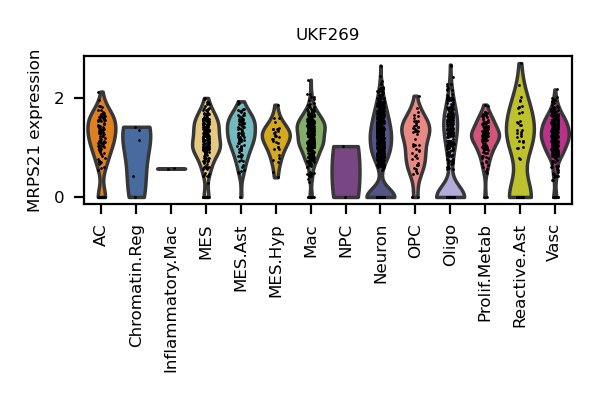 UKF269
MRPS21 expression
2
0
AC
Chromatin.Reg
Inflammatory.Mac
MES
MES.Ast
MES.Hyp
Mac
NPC
Neuron
OPC
Oligo
Prolif.Metab
Reactive.Ast
Vasc